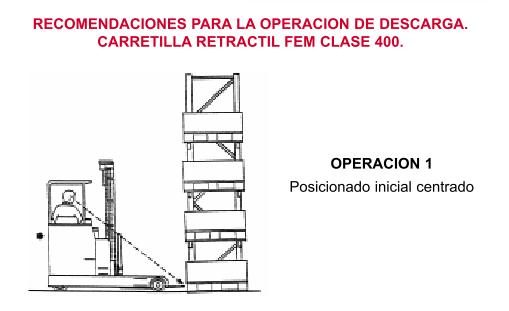 RECOMENDACIONES PARA LA OPERACION DE DESCARGA.
CARRETILLA RETRACTIL FEM CLASE 400.
OPERACION 1
Posicionado inicial centrado